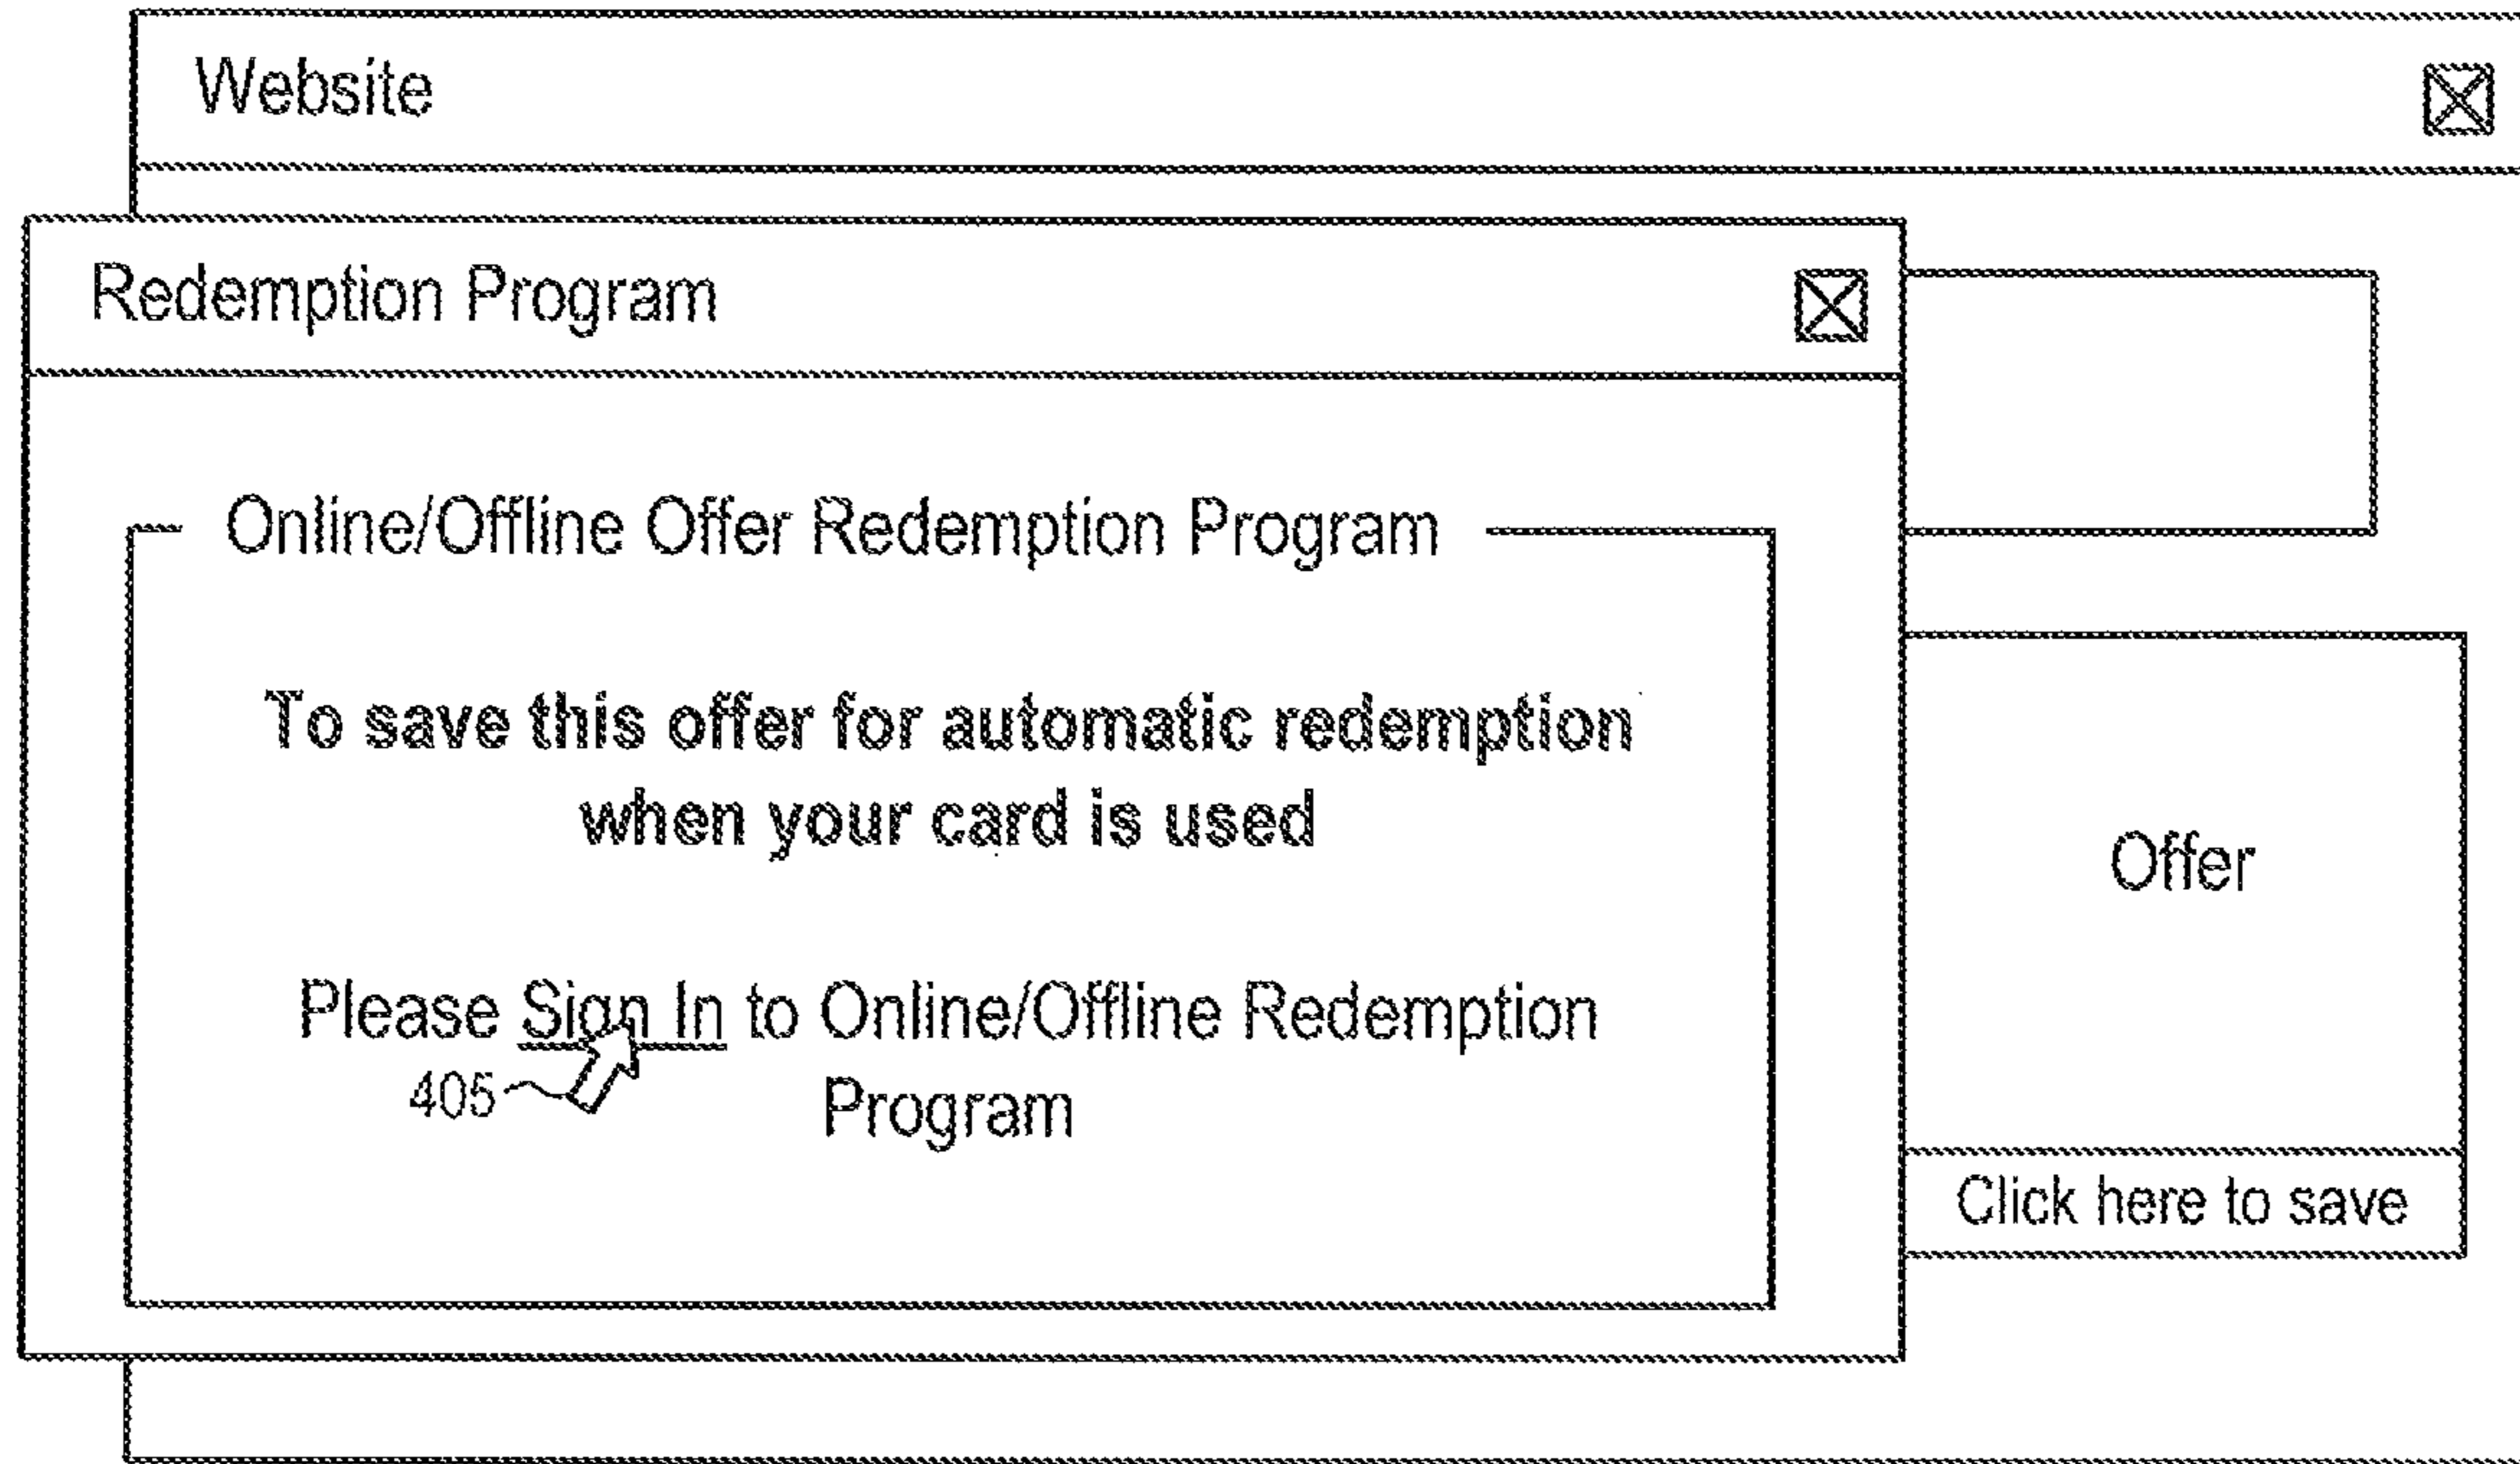 Website
Redemption Program
Online/Offline Offer Redemption Program
To save this offer for automatic redemption
when your card is used
Please Sign In to Online/Offline Redemption
405
Program
Offer
Click here to save